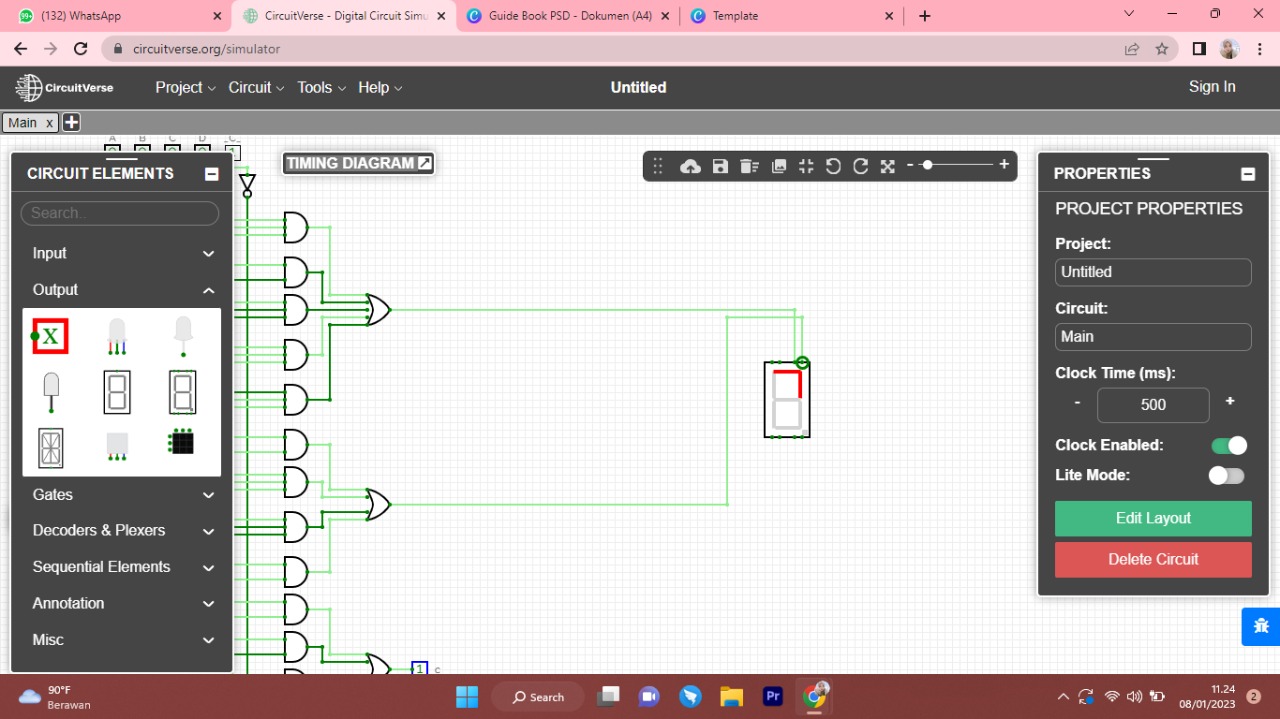 (132) WhatsApp
CircuitVerse - Digital Circuit Simu
Guide Book PSD - Dokumen (A4)
Template
circuitverse.org/simulator
CircuitVerse
Project
Circuit
Tools
Help
Untitled
Sign In
Main x
A B C D _C_
CIRCUIT ELEMENTS
Search..
Input
Output
X
Gates
Decoders & Plexers
Sequential Elements
Annotation
Misc
TIMING DIAGRAM
1 c
PROPERTIES
PROJECT PROPERTIES
Project:
Untitled
Circuit:
Main
Clock Time (ms):
- 500 +
Clock Enabled:
Lite Mode:
Edit Layout
Delete Circuit
90°F
Berawan
Search
Pr
11.24
08/01/2023
2